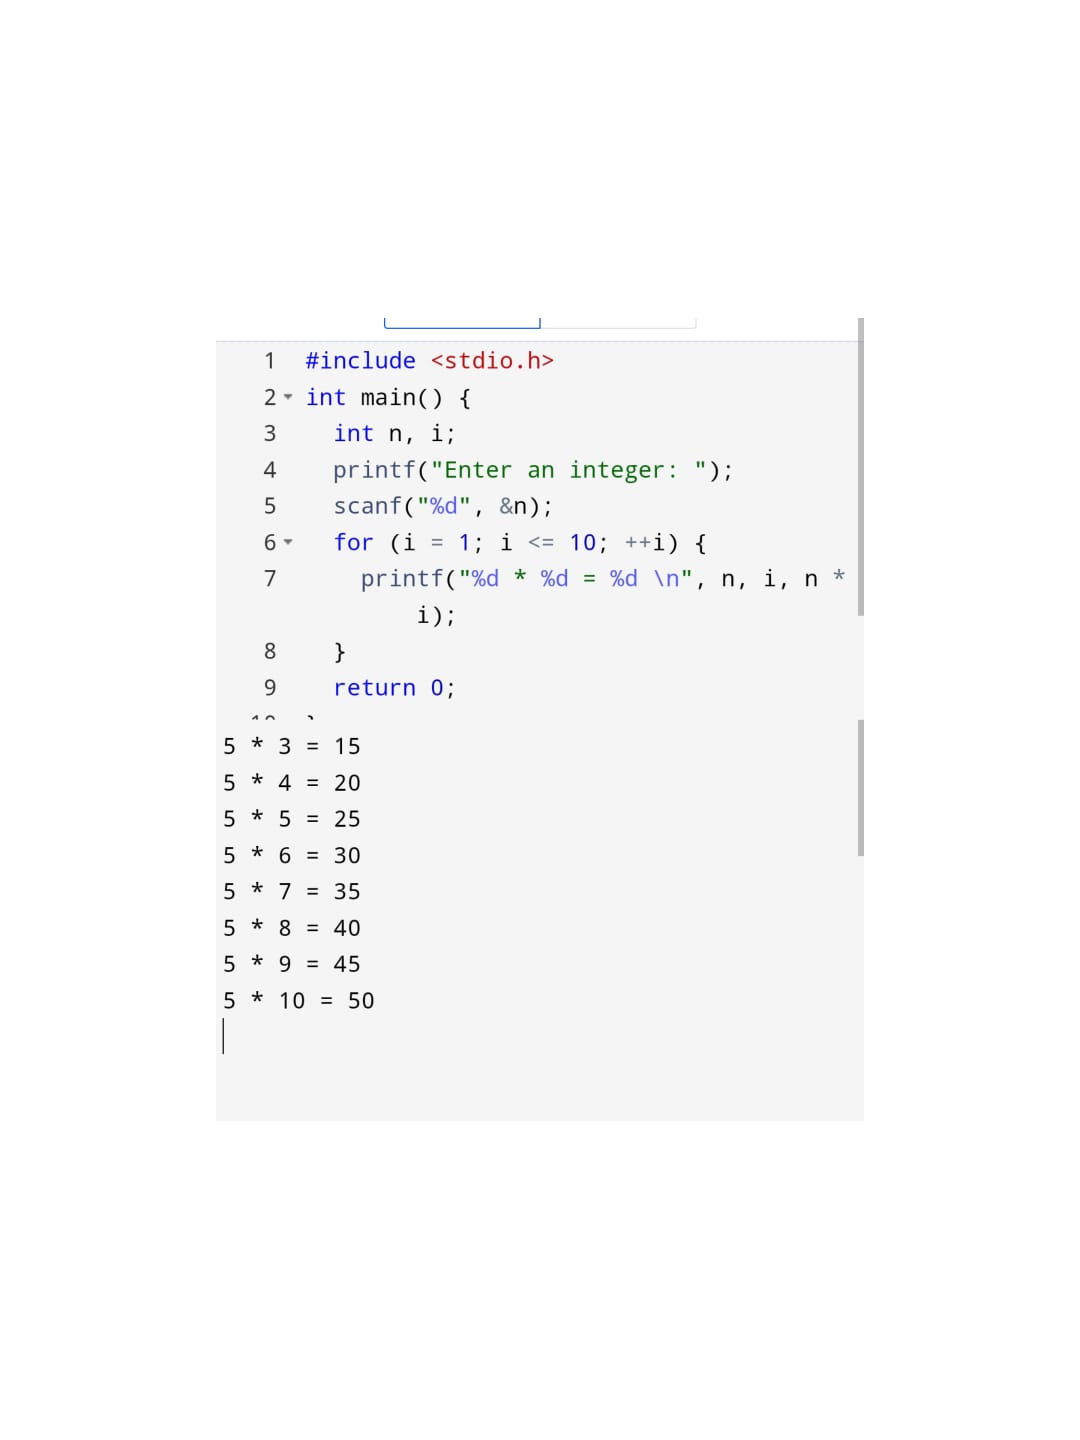 1 #include <stdio.h>
2 int main() {
3 int n, i;
4 printf("Enter an integer: ");
5 scanf("%d", &n);
6 for (i = 1; i <= 10; ++i) {
7 printf("%d * %d = %d \n", n, i, n *
i);
8 }
9 return 0;
10 }
5 * 3 = 15
5 * 4 = 20
5 * 5 = 25
5 * 6 = 30
5 * 7 = 35
5 * 8 = 40
5 * 9 = 45
5 * 10 = 50